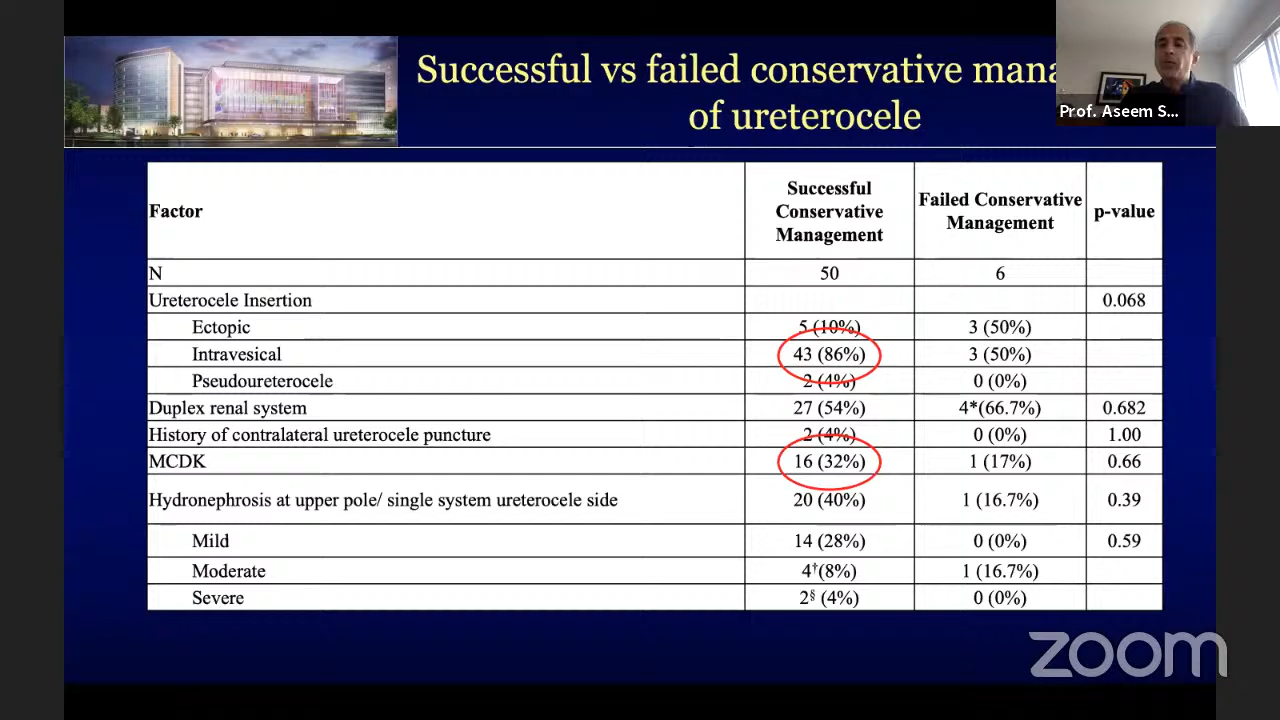 Successful vs failed conservative
of ureterocele
Prof. Aseem S...
Factor
Successful
Conservative
Management
Failed Conservative
Management
p-value
N 50 6
Ureterocele Insertion 0.068
Ectopic 5 (10%) 3 (50%)
Intravesical 43 (86%) 3 (50%)
Pseudoureterocele 2 (4%) 0 (0%)
Duplex renal system 27 (54%) 4*(66.7%) 0.682
History of contralateral ureterocele puncture 2 (4%) 0 (0%) 1.00
MCDK 16 (32%) 1 (17%) 0.66
Hydronephrosis at upper pole/ single system ureterocele side 20 (40%) 1 (16.7%) 0.39
Mild 14 (28%) 0 (0%) 0.59
Moderate 4†(8%) 1 (16.7%)
Severe 2§ (4%) 0 (0%)
zoom